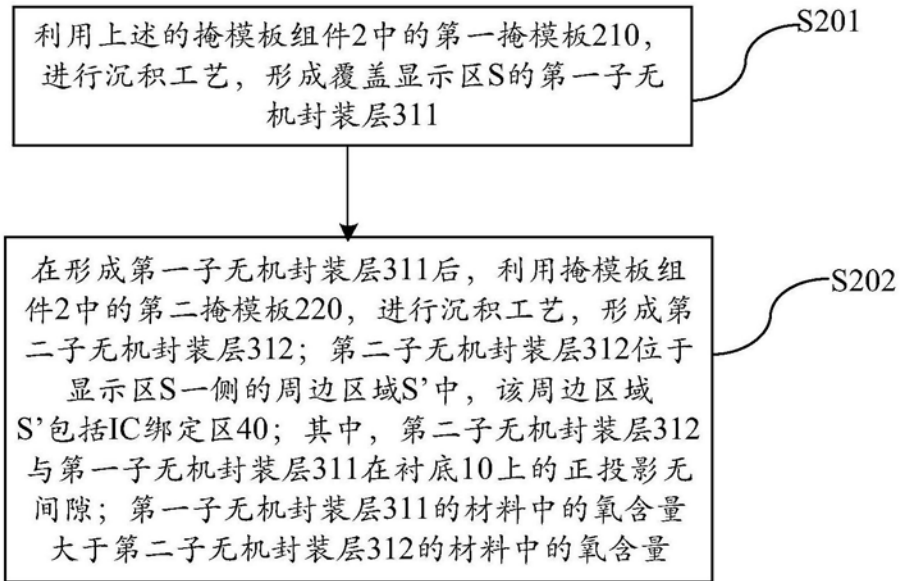 利用上述的掩模板组件2中的第一掩模板210，
进行沉积工艺，形成覆盖显示区S的第一子无
机封装层311
S201
在形成第一子无机封装层311后，利用掩模板组
件2中的第二掩模板220，进行沉积工艺，形成第
二子无机封装层312；第二子无机封装层312位于
显示区S一侧的周边区域S’中，该周边区域
S’包括IC绑定区40；其中，第二子无机封装层312
与第一子无机封装层311在衬底10上的正投影无
间隙；第一子无机封装层311的材料中的氧含量
大于第二子无机封装层312的材料中的氧含量
S202